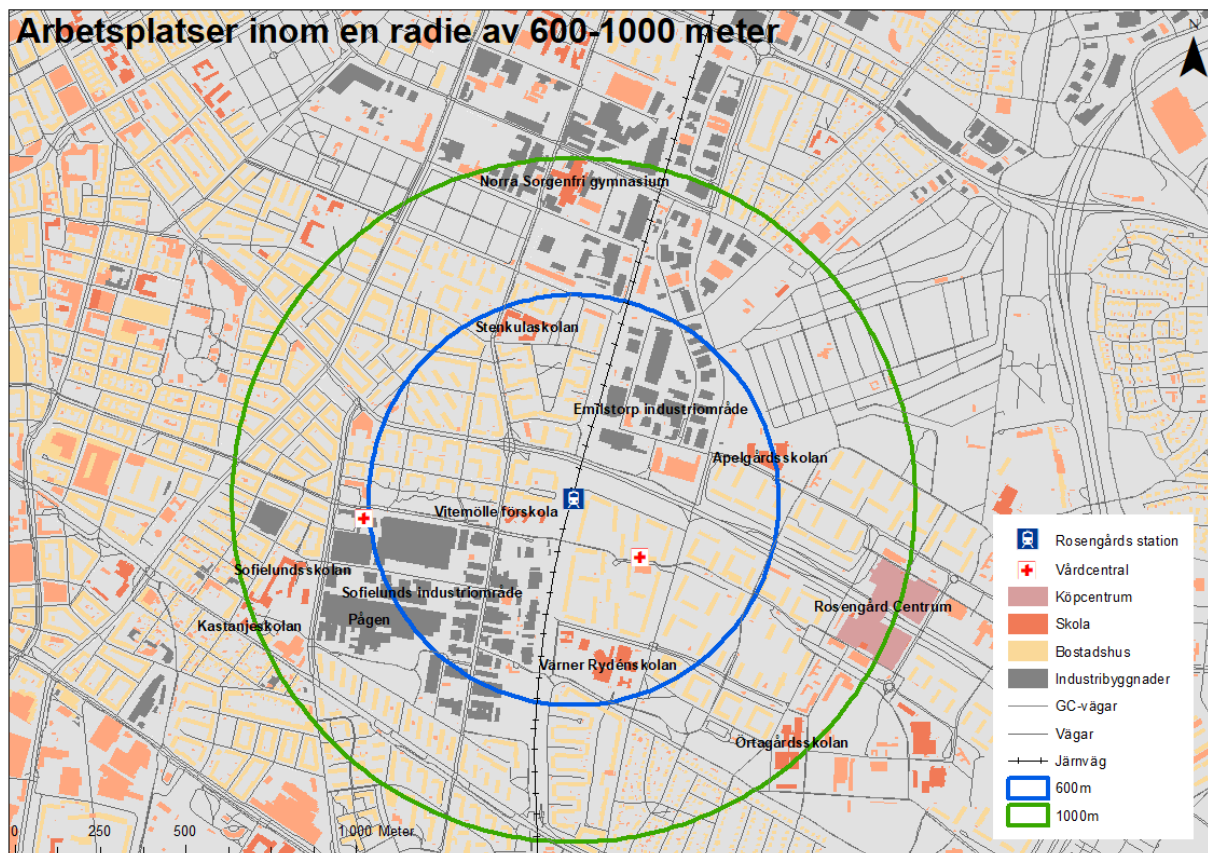 Arbetsplatser inom en radie av 600-1000 meter
N
Norra Sorgenfri gymnasium
Stenkulaskolan
Emilstorp industriområde
Apelgårdsskolan
Vitemölle förskola
Sofielundsskolan
Sofielunds industriområde
Rosengård Centrum
Pågen
Kastanjeskolan
Värner Rydénskolan
Örtagårdsskolan
Rosengårds station
Vårdcentral
Köpcentrum
Skola
Bostadshus
Industribyggnader
GC-vägar
Vägar
Järnväg
600m
1000m
0 250 500 1 000 Meter